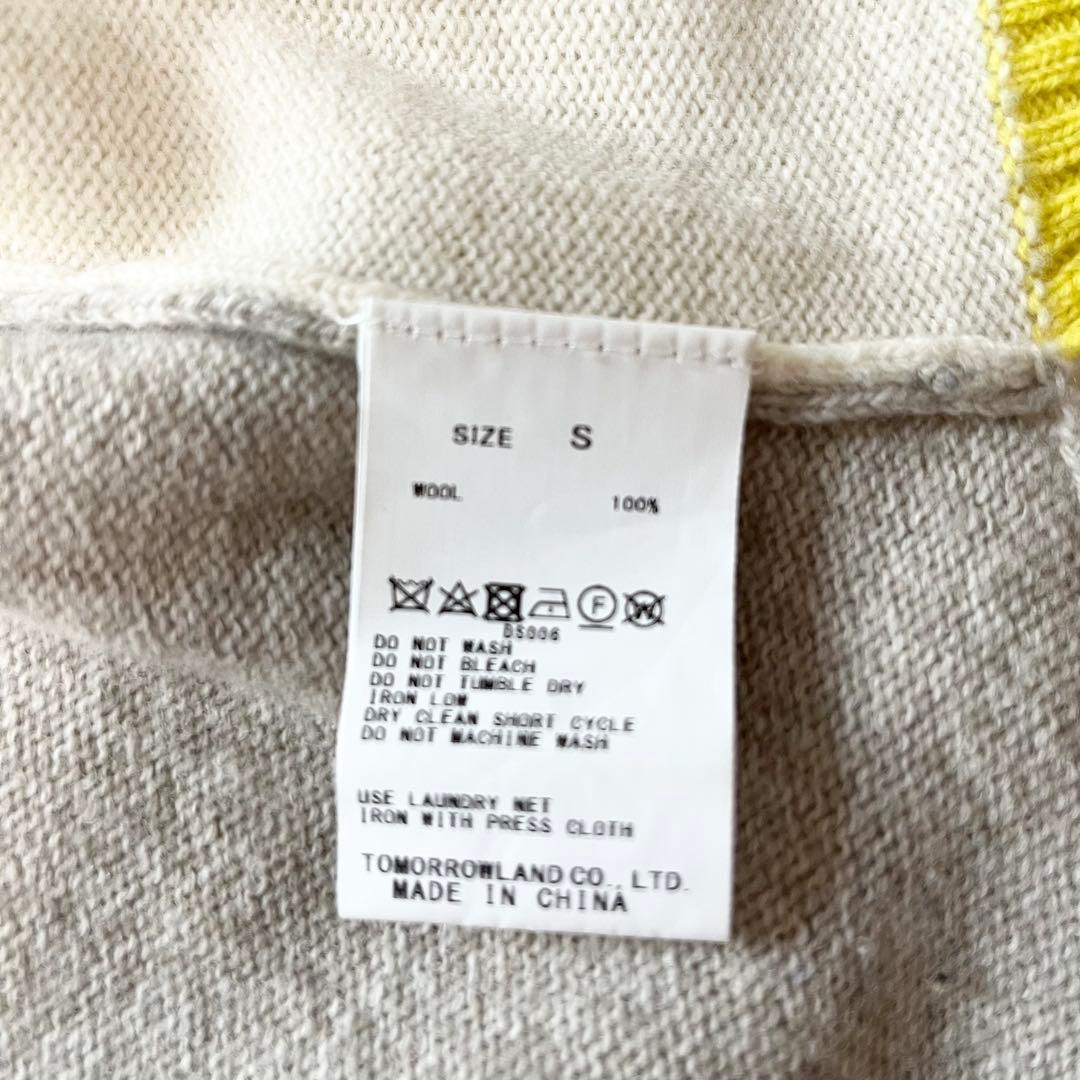 SIZE S
WOOL 100%
F W
DS006
DO NOT WASH
DO NOT BLEACH
DO NOT TUMBLE DRY
IRON LOW
DRY CLEAN SHORT CYCLE
DO NOT MACHINE WASH
USE LAUNDRY NET
IRON WITH PRESS CLOTH
TOMORROWLAND CO., LTD.
MADE IN CHINA